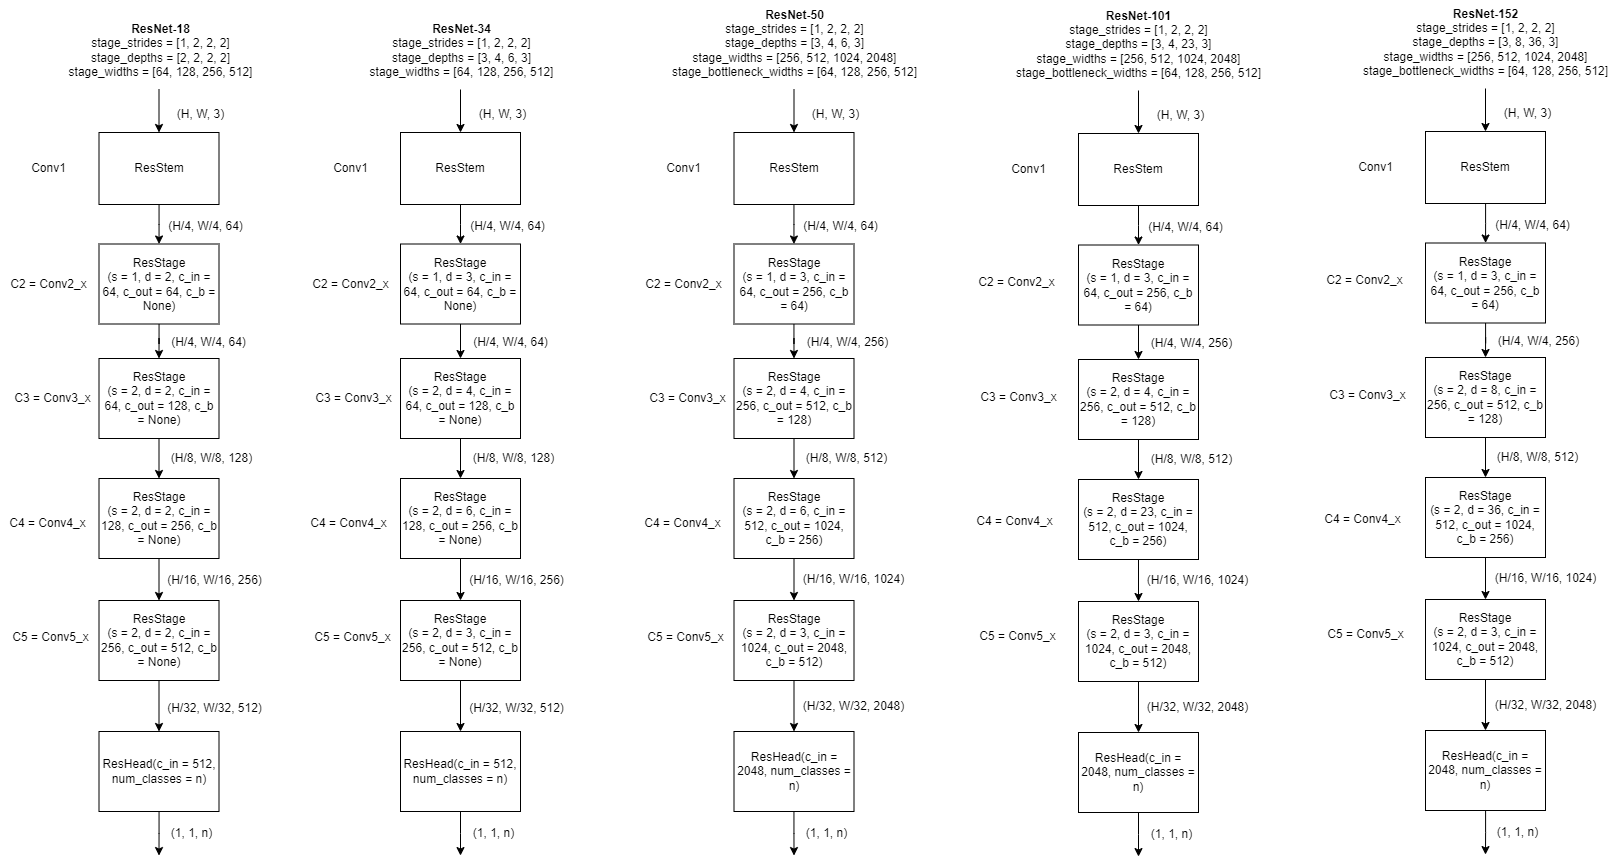 ResNet-18
stage_strides = [1, 2, 2, 2]
stage_depths = [2, 2, 2, 2]
stage_widths = [64, 128, 256, 512]
(H, W, 3)
Conv1
ResStem
(H/4, W/4, 64)
C2 = Conv2_x
ResStage
(s = 1, d = 2, c_in =
64, c_out = 64, c_b =
None)
(H/4, W/4, 64)
C3 = Conv3_x
ResStage
(s = 2, d = 2, c_in =
64, c_out = 128, c_b
= None)
(H/8, W/8, 128)
C4 = Conv4_x
ResStage
(s = 2, d = 2, c_in =
128, c_out = 256, c_b
= None)
(H/16, W/16, 256)
C5 = Conv5_x
ResStage
(s = 2, d = 2, c_in =
256, c_out = 512, c_b
= None)
(H/32, W/32, 512)
ResHead(c_in = 512,
num_classes = n)
(1, 1, n)
ResNet-34
stage_strides = [1, 2, 2, 2]
stage_depths = [3, 4, 6, 3]
stage_widths = [64, 128, 256, 512]
(H, W, 3)
Conv1
ResStem
(H/4, W/4, 64)
C2 = Conv2_x
ResStage
(s = 1, d = 3, c_in =
64, c_out = 64, c_b =
None)
(H/4, W/4, 64)
C3 = Conv3_x
ResStage
(s = 2, d = 4, c_in =
64, c_out = 128, c_b
= None)
(H/8, W/8, 128)
C4 = Conv4_x
ResStage
(s = 2, d = 6, c_in =
128, c_out = 256, c_b
= None)
(H/16, W/16, 256)
C5 = Conv5_x
ResStage
(s = 2, d = 3, c_in =
256, c_out = 512, c_b
= None)
(H/32, W/32, 512)
ResHead(c_in = 512,
num_classes = n)
(1, 1, n)
ResNet-50
stage_strides = [1, 2, 2, 2]
stage_depths = [3, 4, 6, 3]
stage_widths = [256, 512, 1024, 2048]
stage_bottleneck_widths = [64, 128, 256, 512]
(H, W, 3)
Conv1
ResStem
(H/4, W/4, 64)
C2 = Conv2_x
ResStage
(s = 1, d = 3, c_in =
64, c_out = 256, c_b
= 64)
(H/4, W/4, 256)
C3 = Conv3_x
ResStage
(s = 2, d = 4, c_in =
256, c_out = 512, c_b
= 128)
(H/8, W/8, 512)
C4 = Conv4_x
ResStage
(s = 2, d = 6, c_in =
512, c_out = 1024,
c_b = 256)
(H/16, W/16, 1024)
C5 = Conv5_x
ResStage
(s = 2, d = 3, c_in =
1024, c_out = 2048,
c_b = 512)
(H/32, W/32, 2048)
ResHead(c_in =
2048, num_classes =
n)
(1, 1, n)
ResNet-101
stage_strides = [1, 2, 2, 2]
stage_depths = [3, 4, 23, 3]
stage_widths = [256, 512, 1024, 2048]
stage_bottleneck_widths = [64, 128, 256, 512]
(H, W, 3)
Conv1
ResStem
(H/4, W/4, 64)
C2 = Conv2_x
ResStage
(s = 1, d = 3, c_in =
64, c_out = 256, c_b
= 64)
(H/4, W/4, 256)
C3 = Conv3_x
ResStage
(s = 2, d = 4, c_in =
256, c_out = 512, c_b
= 128)
(H/8, W/8, 512)
C4 = Conv4_x
ResStage
(s = 2, d = 23, c_in =
512, c_out = 1024,
c_b = 256)
(H/16, W/16, 1024)
C5 = Conv5_x
ResStage
(s = 2, d = 3, c_in =
1024, c_out = 2048,
c_b = 512)
(H/32, W/32, 2048)
ResHead(c_in =
2048, num_classes =
n)
(1, 1, n)
ResNet-152
stage_strides = [1, 2, 2, 2]
stage_depths = [3, 8, 36, 3]
stage_widths = [256, 512, 1024, 2048]
stage_bottleneck_widths = [64, 128, 256, 512]
(H, W, 3)
Conv1
ResStem
(H/4, W/4, 64)
C2 = Conv2_x
ResStage
(s = 1, d = 3, c_in =
64, c_out = 256, c_b
= 64)
(H/4, W/4, 256)
C3 = Conv3_x
ResStage
(s = 2, d = 8, c_in =
256, c_out = 512, c_b
= 128)
(H/8, W/8, 512)
C4 = Conv4_x
ResStage
(s = 2, d = 36, c_in =
512, c_out = 1024,
c_b = 256)
(H/16, W/16, 1024)
C5 = Conv5_x
ResStage
(s = 2, d = 3, c_in =
1024, c_out = 2048,
c_b = 512)
(H/32, W/32, 2048)
ResHead(c_in =
2048, num_classes =
n)
(1, 1, n)